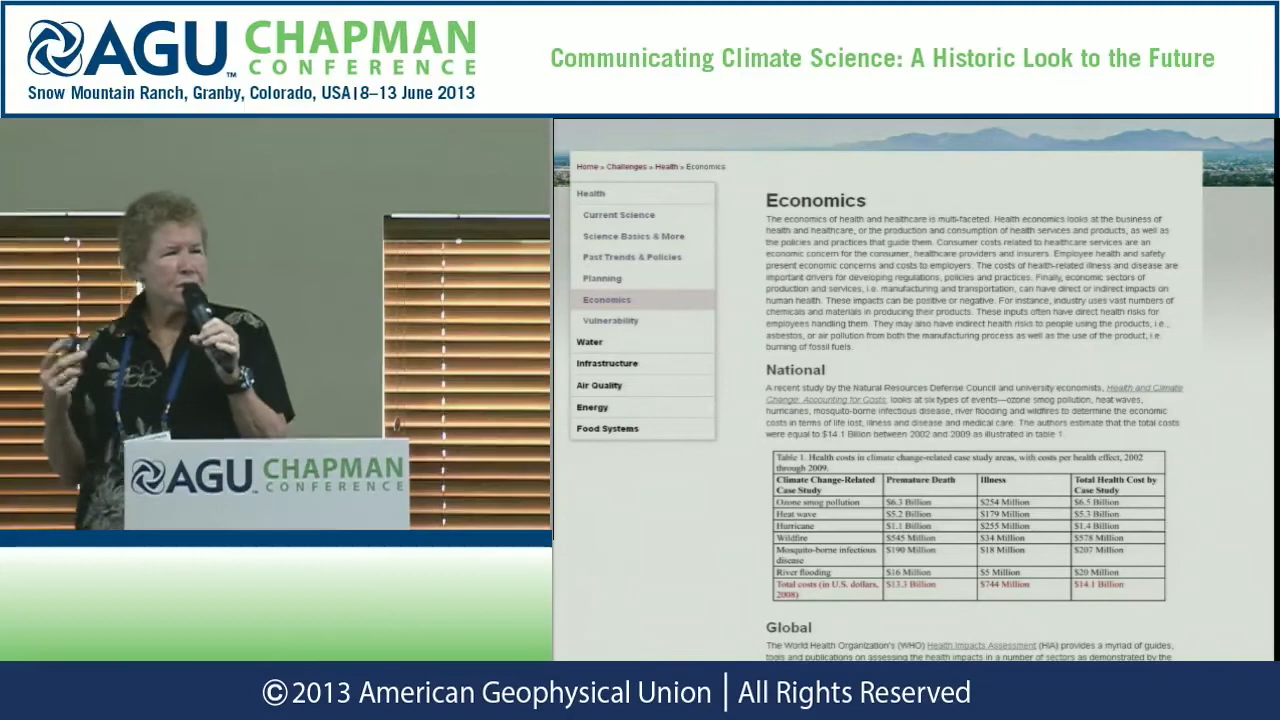 AGU CHAPMAN
CONFERENCE
™
Snow Mountain Ranch, Granby, Colorado, USA|8–13 June 2013
Communicating Climate Science: A Historic Look to the Future
AGU CHAPMAN
CONFERENCE
Home » Challenges » Health » Economics
Health
Current Science
Science Basics & More
Past Trends & Policies
Planning
Economics
Vulnerability
Water
Infrastructure
Air Quality
Energy
Food Systems
Economics
The economics of health and healthcare is multi-faceted. Health economics looks at the business of
health and healthcare, or the production and consumption of health services and products, as well as
the policies and practices that guide them. Consumer costs related to healthcare services are an
economic concern for the consumer, healthcare providers and insurers. Employee health and safety
present economic concerns and costs to employers. The costs of health-related illness and disease are
important drivers for developing regulations, policies and practices. Finally, economic sectors of
production and services, i.e. manufacturing and transportation, can have direct or indirect impacts on
human health. These impacts can be positive or negative. For instance, industry uses vast numbers of
chemicals and materials in producing their products. These inputs often have direct health risks for
employees handling them. They may also have indirect health risks to people using the products, i.e.,
asbestos, or air pollution from both the manufacturing process as well as the use of the product, i.e.
burning of fossil fuels.
National
A recent study by the Natural Resources Defense Council and university economists, Health and Climate
Change: Accounting for Costs, looks at six types of events—ozone smog pollution, heat waves,
hurricanes, mosquito-borne infectious disease, river flooding and wildfires to determine the economic
costs in terms of life lost, illness and disease and medical care. The authors estimate that the total costs
were equal to $14.1 Billion between 2002 and 2009 as illustrated in table 1.
Table 1. Health costs in climate change-related case study areas, with costs per health effect, 2002
through 2009.
Climate Change-Related Premature Death Illness Total Health Cost by
Case Study Case Study
Ozone smog pollution $6.3 Billion $254 Million $6.5 Billion
Heat wave $5.2 Billion $179 Million $5.3 Billion
Hurricane $1.1 Billion $255 Million $1.4 Billion
Wildfire $545 Million $34 Million $578 Million
Mosquito-borne infectious $190 Million $18 Million $207 Million
disease
River flooding $16 Million $5 Million $20 Million
Total costs (in U.S. dollars, $13.3 Billion $744 Million $14.1 Billion
2008)
Global
The World Health Organization's (WHO) Health Impacts Assessment (HIA) provides a myriad of guides,
tools and publications on assessing the health impacts in a number of sectors as demonstrated by the
©2013 American Geophysical Union | All Rights Reserved